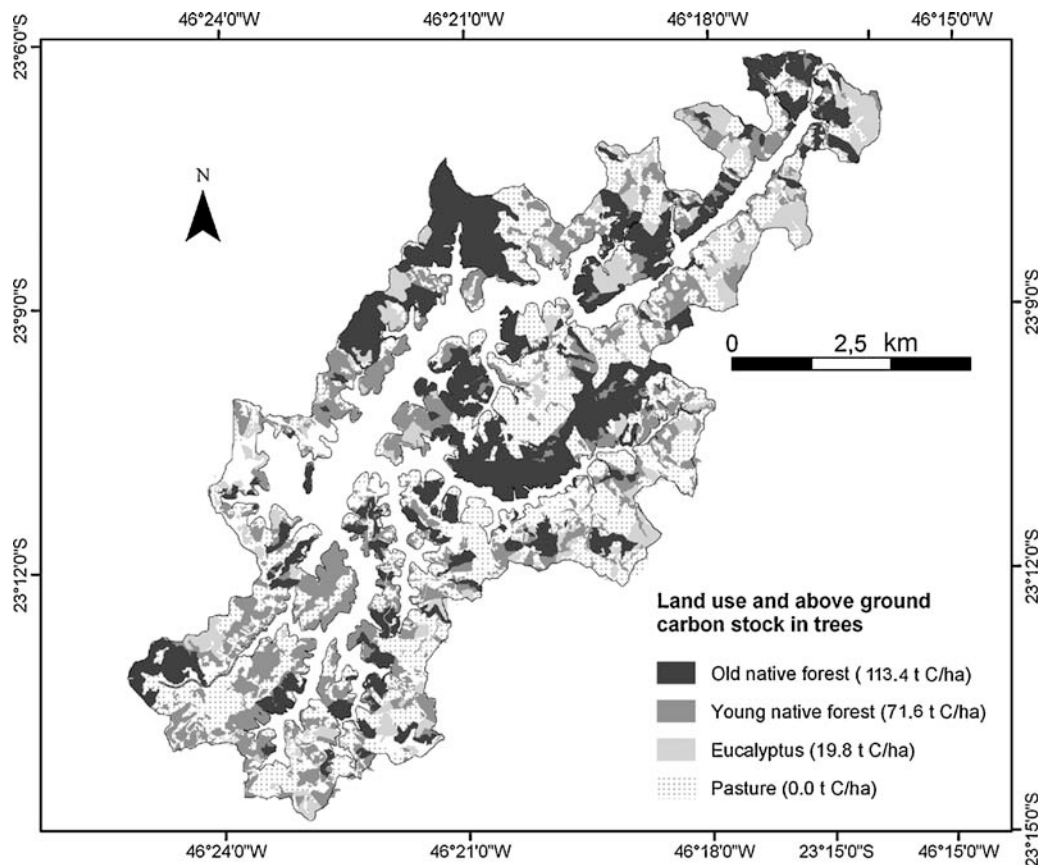 46°24'0"W 46°21'0"W 46°18'0"W 46°15'0"W
23°6'0"S
23°6'0"S
N
23°9'0"S
23°9'0"S
0 2,5 km
23°12'0"S
23°12'0"S
Land use and above ground
carbon stock in trees
Old native forest ( 113.4 t C/ha)
Young native forest (71.6 t C/ha)
Eucalyptus (19.8 t C/ha)
Pasture (0.0 t C/ha)
23°15'0"S
46°24'0"W 46°21'0"W 46°18'0"W 23°15'0"S 46°15'0"W